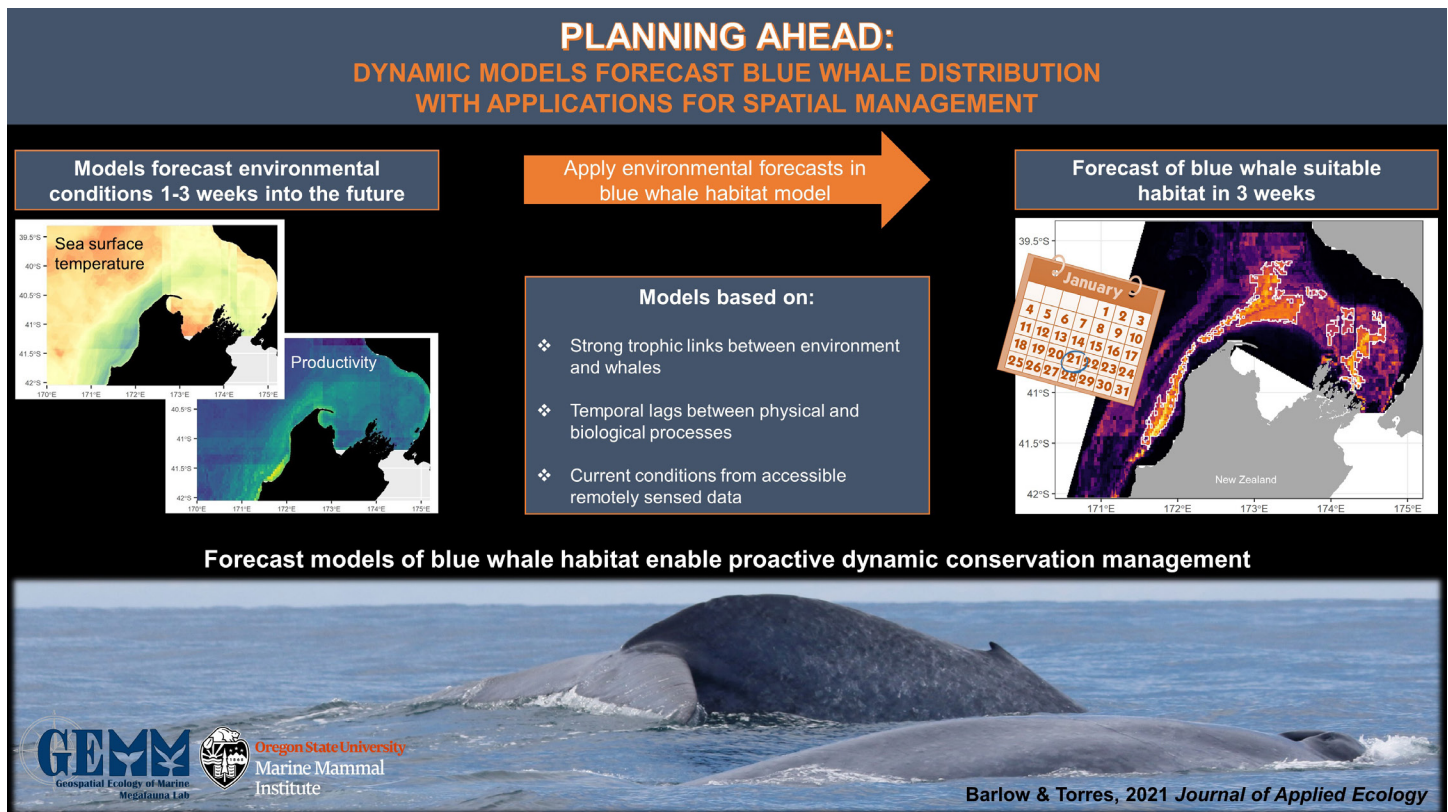 PLANNING AHEAD:
DYNAMIC MODELS FORECAST BLUE WHALE DISTRIBUTION
WITH APPLICATIONS FOR SPATIAL MANAGEMENT
Models forecast environmental
conditions 1-3 weeks into the future
Apply environmental forecasts in
blue whale habitat model
Forecast of blue whale suitable
habitat in 3 weeks
Sea surface
temperature
39.5°S
40°S
40.5°S
41°S
41.5°S
42°S
170°E 171°E 172°E 173°E 174°E 175°E
Productivity
40.5°S
41°S
41.5°S
42°S
170°E 171°E 172°E 173°E 174°E 175°E
Models based on:
❖ Strong trophic links between environment
and whales
❖ Temporal lags between physical and
biological processes
❖ Current conditions from accessible
remotely sensed data
39.5°S
41°S
41.5°S
42°S
171°E 172°E 173°E 174°E 175°E
January
1 2 3
4 5 6 7 8 9 10
11 12 13 14 15 16 17
18 19 20 21 22 23 24
25 26 27 28 29 30 31
New Zealand
Forecast models of blue whale habitat enable proactive dynamic conservation management
GEMM
Geospatial Ecology of Marine
Megafauna Lab
Oregon State University
Marine Mammal
Institute
Barlow & Torres, 2021 Journal of Applied Ecology